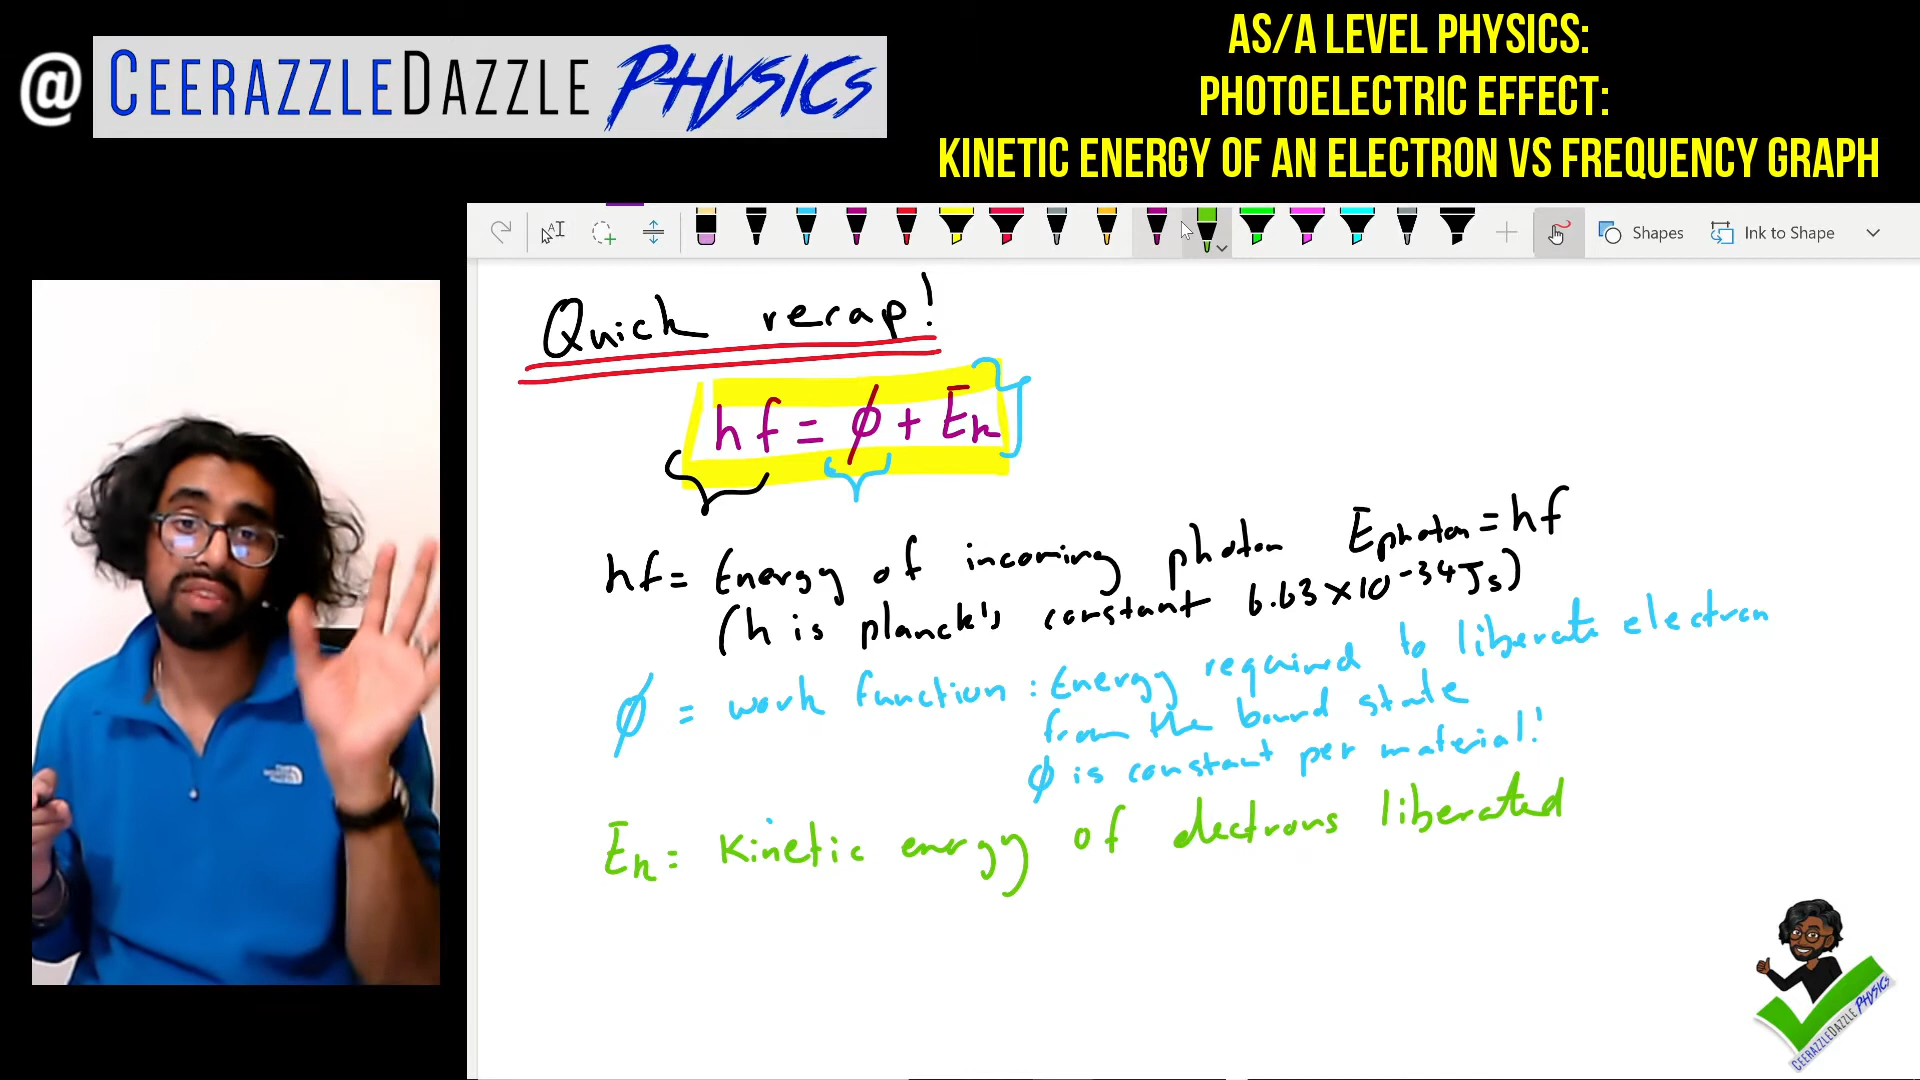 @ CEERAZZLEDAZZLE PHYSICS
AS/A LEVEL PHYSICS:
PHOTOELECTRIC EFFECT:
KINETIC ENERGY OF AN ELECTRON VS FREQUENCY GRAPH
Shapes
Ink to Shape
Quick recap!
hf = ϕ + Ek
hf = Energy of incoming photon Ephoton = hf
(h is planck's constant 6.63×10⁻³⁴Js)
ϕ = work function : Energy required to liberate electron
from the bound state
ϕ is constant per material!
Ek = Kinetic energy of electrons liberated
CEERAZZLEDAZZLE PHYSICS